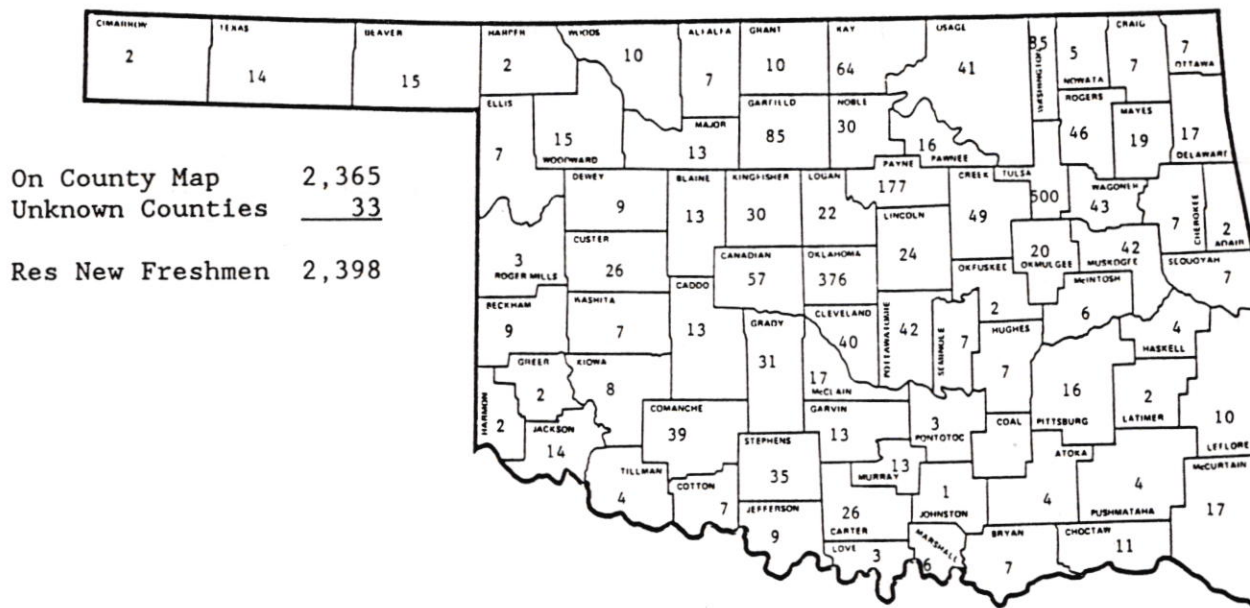 On County Map 2,365
Unknown Counties 33
Res New Freshmen 2,398
CIMARRON
2
TEXAS
14
BEAVER
15
HARPER
2
WOODS
10
ALFALFA
7
GRANT
10
KAY
64
OSAGE
41
WASHINGTON
85
NOWATA
5
CRAIG
7
OTTAWA
7
ELLIS
7
WOODWARD
15
MAJOR
13
GARFIELD
85
NOBLE
30
PAWNEE
16
ROGERS
46
MAYES
19
DELAWARE
17
ROGER MILLS
3
DEWEY
9
BLAINE
13
KINGFISHER
30
LOGAN
22
PAYNE
177
CREEK
49
TULSA
500
WAGONER
43
CHEROKEE
7
ADAIR
2
CUSTER
26
CANADIAN
57
OKLAHOMA
376
LINCOLN
24
OKFUSKEE
2
OKMULGEE
20
MUSKOGEE
42
SEQUOYAH
7
BECKHAM
9
WASHITA
7
CADDO
13
GRADY
31
CLEVELAND
40
McCLAIN
17
POTTAWATOMIE
42
SEMINOLE
7
HUGHES
7
McINTOSH
6
HASKELL
4
HARMON
2
GREER
2
KIOWA
8
COMANCHE
39
GARVIN
13
PONTOTOC
3
COAL
PITTSBURG
16
LATIMER
2
LEFLORE
10
JACKSON
14
TILLMAN
4
COTTON
7
STEPHENS
35
MURRAY
13
JOHNSTON
1
ATOKA
4
PUSHMATAHA
4
McCURTAIN
17
JEFFERSON
9
CARTER
26
LOVE
3
MARSHALL
6
BRYAN
7
CHOCTAW
11